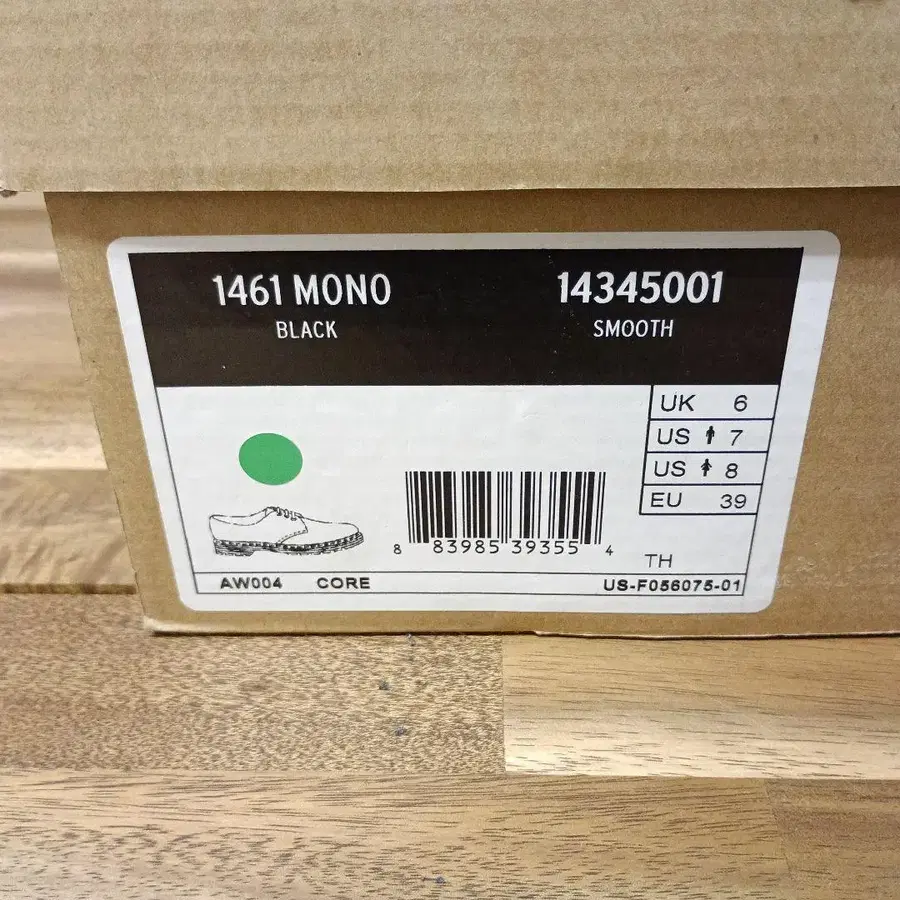 1461 MONO
BLACK
14345001
SMOOTH
UK 6
US 7
US 8
EU 39
8 83985 39355 4
TH
AW004 CORE
US-F056075-01